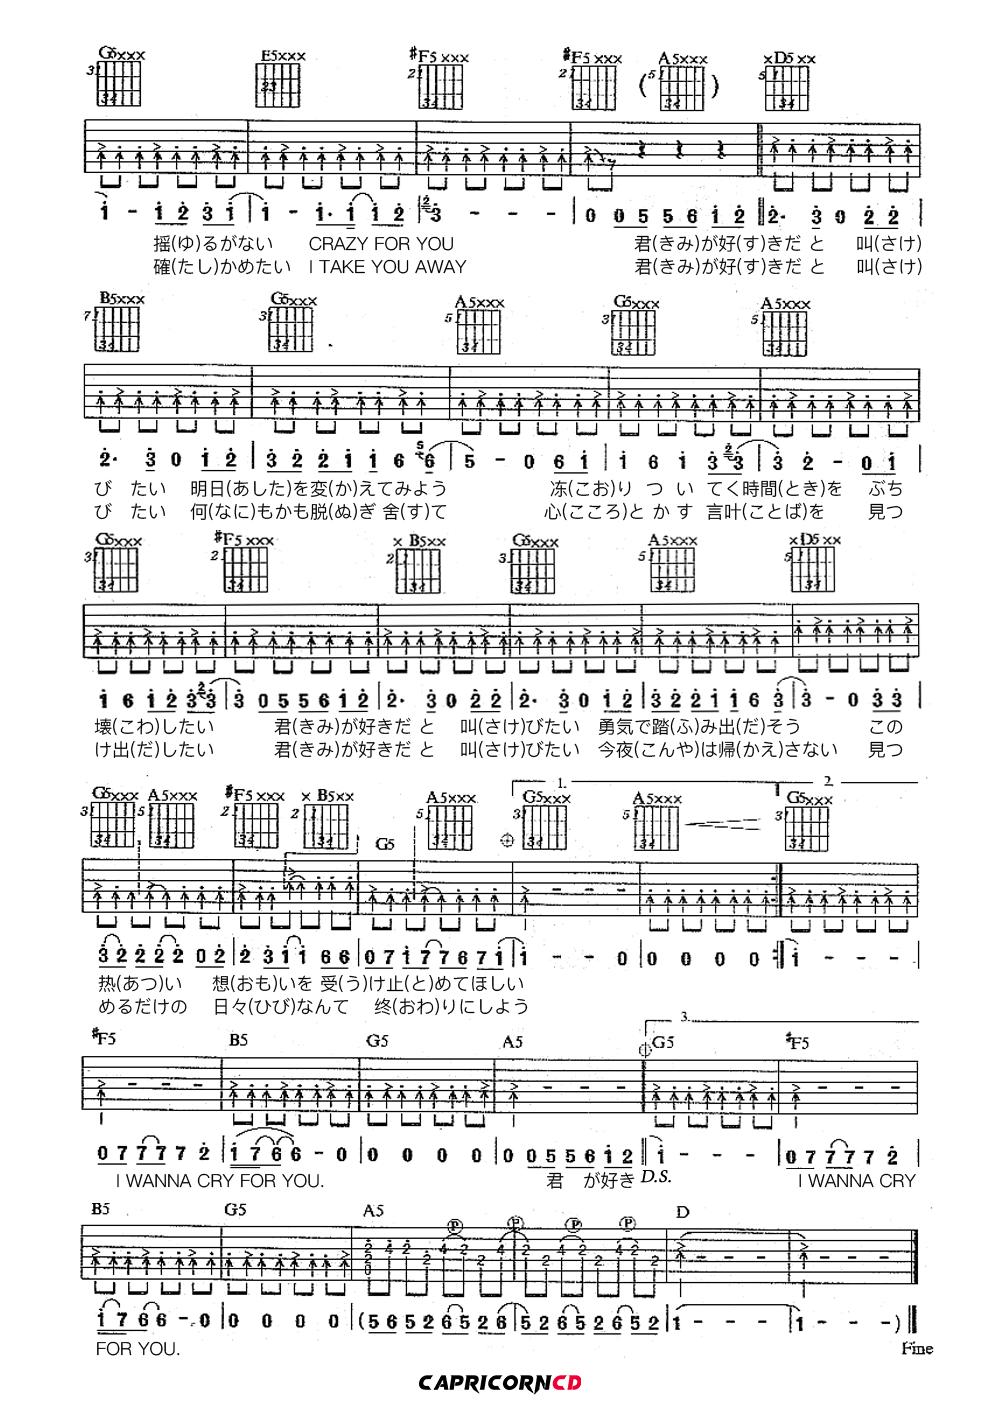 G5xxx E5xxx #F5 xxx #F5 xxx ( A5xxx ) xD5 xx
1 - 1 2 3 1 | 1 - 1· 1 1 2 | 3 - - - | 0 0 5 5 6 1 2 | 2· 3 0 2 2 |
揺(ゆ)るがない CRAZY FOR YOU 君(きみ)が好(す)きだ と 叫(さけ)
確(たし)かめたい I TAKE YOU AWAY 君(きみ)が好(す)きだ と 叫(さけ)
B5xxx G5xxx A5xxx G5xxx A5xxx
2· 3 0 1 2 | 3 2 2 1 1 6 6 | 5 - 0 6 1 | 1 6 1 3 3 | 3 2 - 0 1 |
び たい 明日(あした)を変(か)えてみよう 冻(こお)り つ い てく時間(とき)を ぶち
び たい 何(なに)もかも脱(ぬ)ぎ 舍(す)て 心(こころ)と か す 言叶(ことば)を 見つ
G5xxx #F5 xxx x B5xx G5xxx A5xxx xD5 xx
1 6 1 2 3 3 | 3 0 5 5 6 1 2 | 2· 3 0 2 2 | 2· 3 0 1 2 | 3 2 2 1 1 6 3 | 3 - 0 3 3 |
壊(こわ)したい 君(きみ)が好きだ と 叫(さけ)びたい 勇気で踏(ふ)み出(だ)そう この
け出(だ)したい 君(きみ)が好きだ と 叫(さけ)びたい 今夜(こんや)は帰(かえ)さない 見つ
1. 2.
G5xxx A5xxx #F5 xxx x B5xx G5 A5xxx G5xxx A5xxx G5xxx
3 2 2 2 2 0 2 | 2 3 1 1 6 6 | 0 7 1 7 7 6 7 1 | 1 - - 0 | 0 0 0 0 :| 1 - - - |
热(あつ)い 想(おも)いを 受(う)け止(と)めてほしい
めるだけの 日々(ひび)なんて 终(おわ)りにしよう
3.
#F5 B5 G5 A5 G5 #F5
0 7 7 7 7 2 | 1 7 6 6 - 0 | 0 0 0 0 | 0 0 5 5 6 1 2 || 1 - - - | 0 7 7 7 7 2 |
I WANNA CRY FOR YOU. 君 が好き D.S. I WANNA CRY
B5 G5 A5 P P P P D
1 7 6 6 - 0 | 0 0 0 0 | (5 6 5 2 6 5 2 6 | 5 2 6 5 2 6 5 2 | 1 - - - | 1 - - -) ||
FOR YOU. Fine
CAPRICORNCD